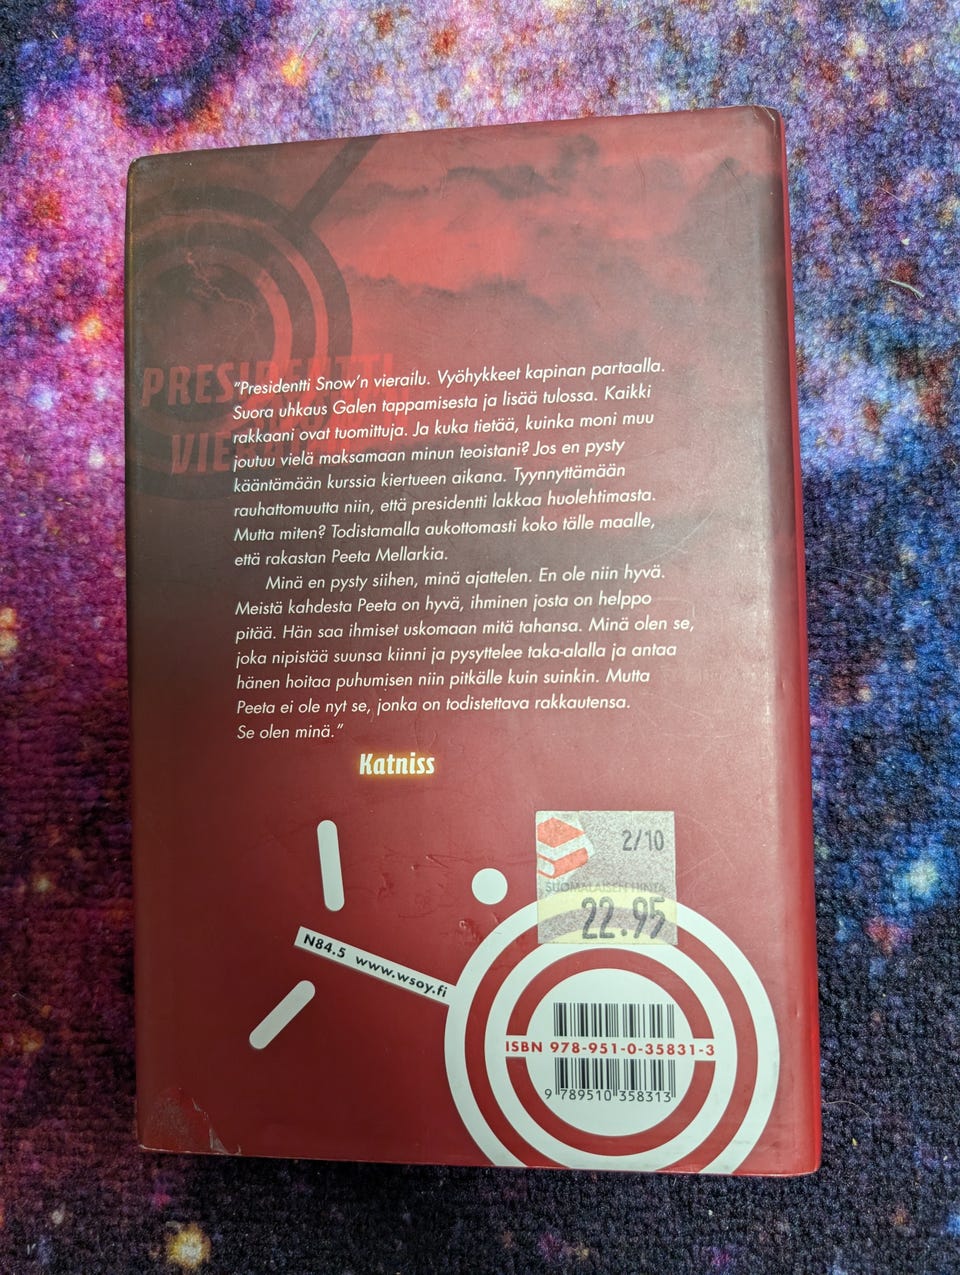 PRESIDENTTI
VIERAILU
"Presidentti Snow'n vierailu. Vyöhykkeet kapinan partaalla.
Suora uhkaus Galen tappamisesta ja lisää tulossa. Kaikki
rakkaani ovat tuomittuja. Ja kuka tietää, kuinka moni muu
joutuu vielä maksamaan minun teoistani? Jos en pysty
kääntämään kurssia kiertueen aikana. Tyynnyttämään
rauhattomuutta niin, että presidentti lakkaa huolehtimasta.
Mutta miten? Todistamalla aukottomasti koko tälle maalle,
että rakastan Peeta Mellarkia.
Minä en pysty siihen, minä ajattelen. En ole niin hyvä.
Meistä kahdesta Peeta on hyvä, ihminen josta on helppo
pitää. Hän saa ihmiset uskomaan mitä tahansa. Minä olen se,
joka nipistää suunsa kiinni ja pysyttelee taka-alalla ja antaa
hänen hoitaa puhumisen niin pitkälle kuin suinkin. Mutta
Peeta ei ole nyt se, jonka on todistettava rakkautensa.
Se olen minä."
Katniss
2/10
SUOMALAISEN HINTA
22.95
N84.5 www.wsoy.fi
ISBN 978-951-0-35831-3
9 789510 358313